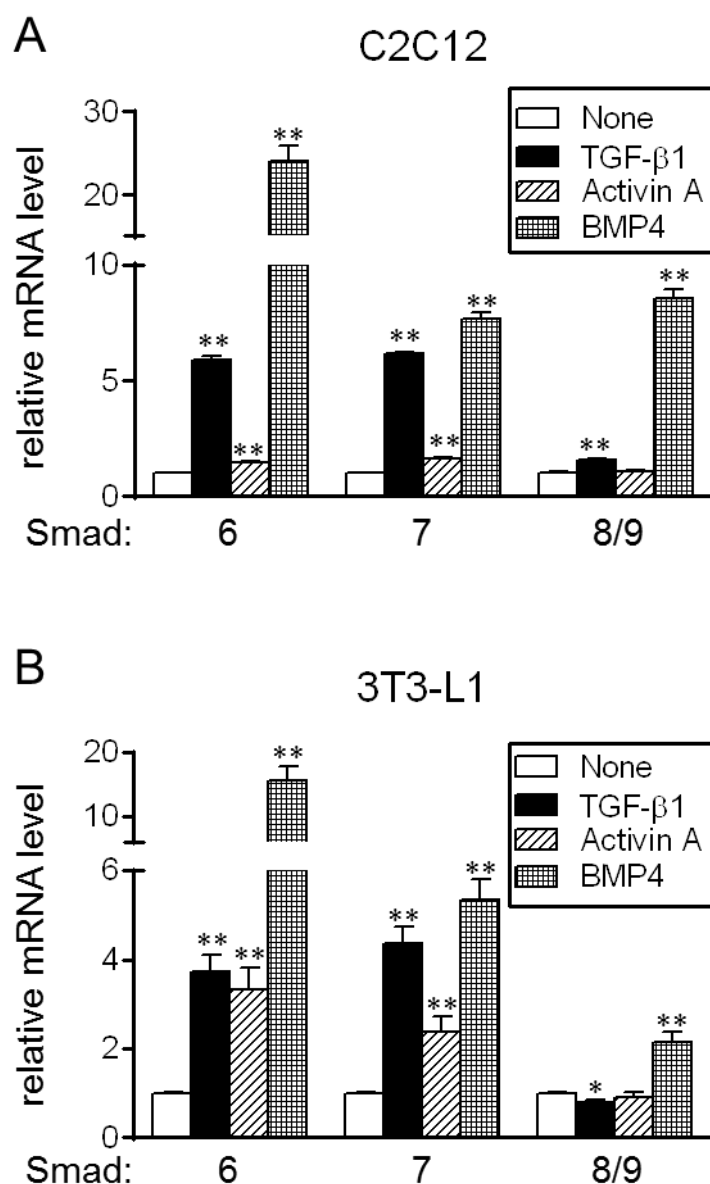 A
C2C12
relative mRNA level
30
20
10
5
0
None
TGF-β1
Activin A
BMP4
**
**
**
**
**
**
**
**
Smad: 6 7 8/9
B
3T3-L1
relative mRNA level
20
10
6
4
2
0
None
TGF-β1
Activin A
BMP4
**
**
**
**
**
**
*
**
Smad: 6 7 8/9